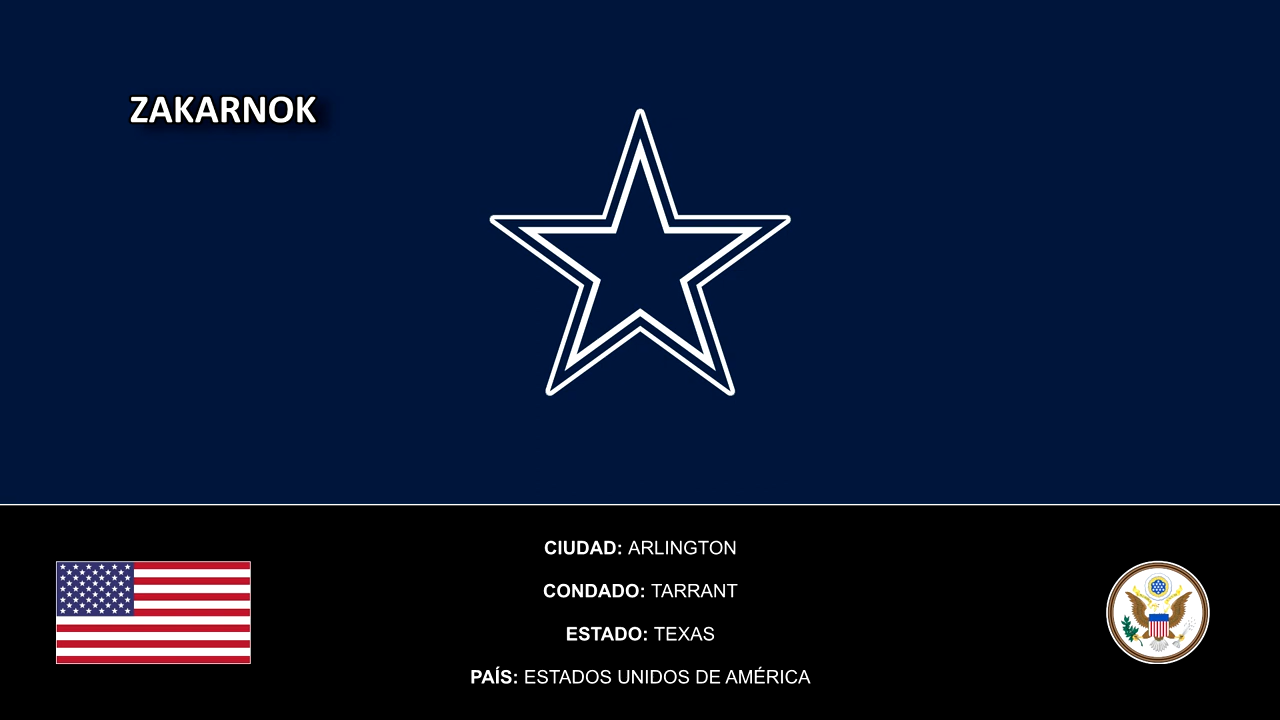 ZAKARNOK
CIUDAD: ARLINGTON
CONDADO: TARRANT
ESTADO: TEXAS
PAÍS: ESTADOS UNIDOS DE AMÉRICA